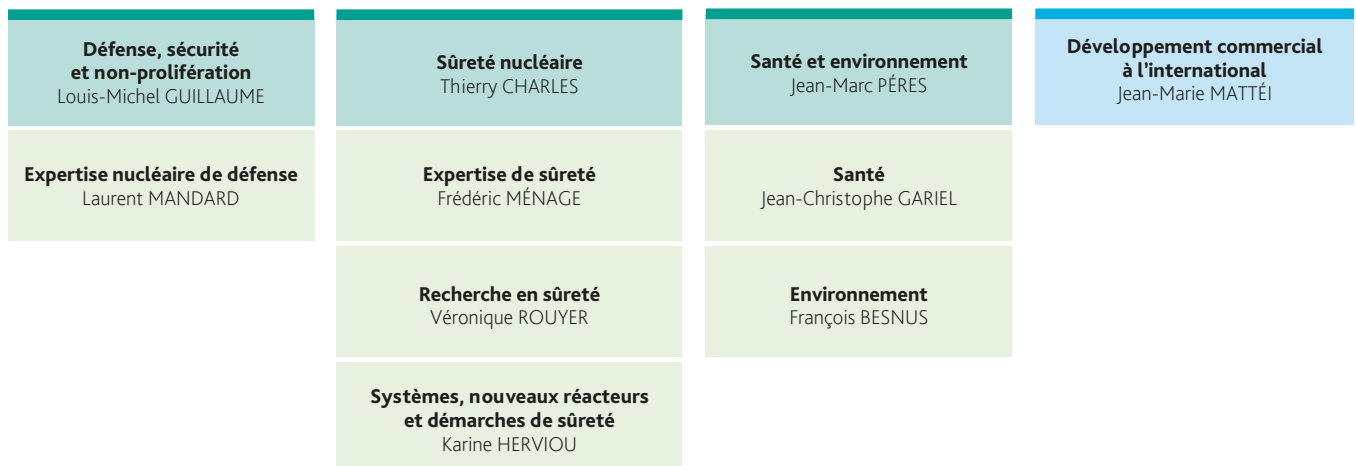 Défense, sécurité
et non-prolifération
Louis-Michel GUILLAUME
Expertise nucléaire de défense
Laurent MANDARD
Sûreté nucléaire
Thierry CHARLES
Expertise de sûreté
Frédéric MÉNAGE
Recherche en sûreté
Véronique ROUYER
Systèmes, nouveaux réacteurs
et démarches de sûreté
Karine HERVIOU
Santé et environnement
Jean-Marc PÉRES
Santé
Jean-Christophe GARIEL
Environnement
François BESNUS
Développement commercial
à l'international
Jean-Marie MATTÉI